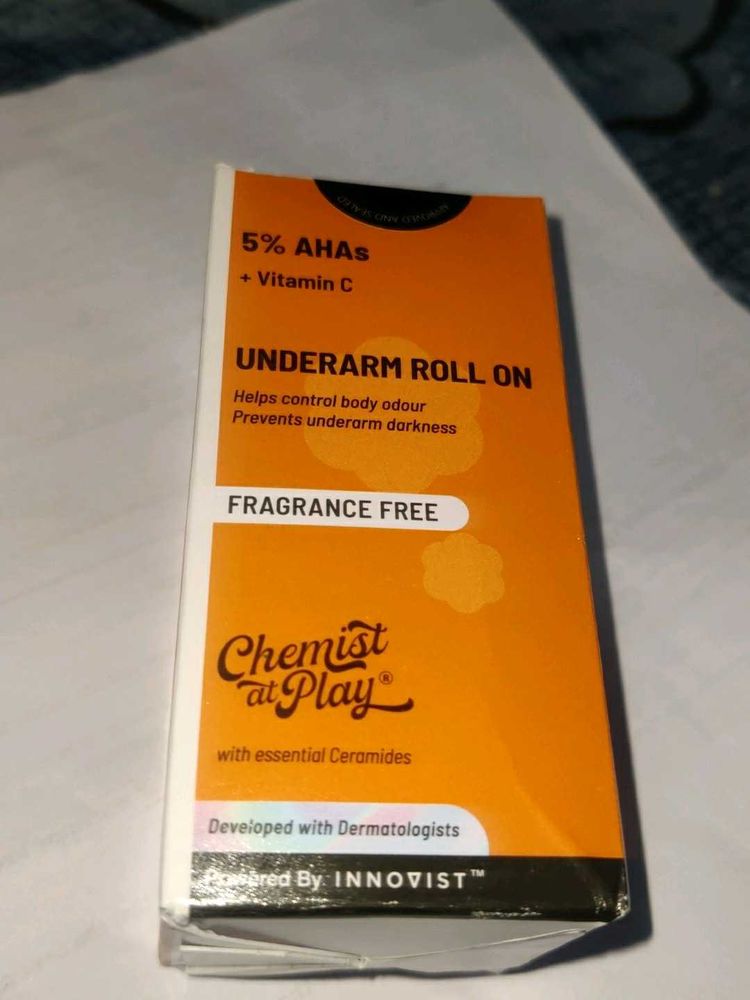 5% AHAs
+ Vitamin C
UNDERARM ROLL ON
Helps control body odour
Prevents underarm darkness
FRAGRANCE FREE
Chemist
at Play®
with essential Ceramides
Developed with Dermatologists
Powered By INNOVIST™